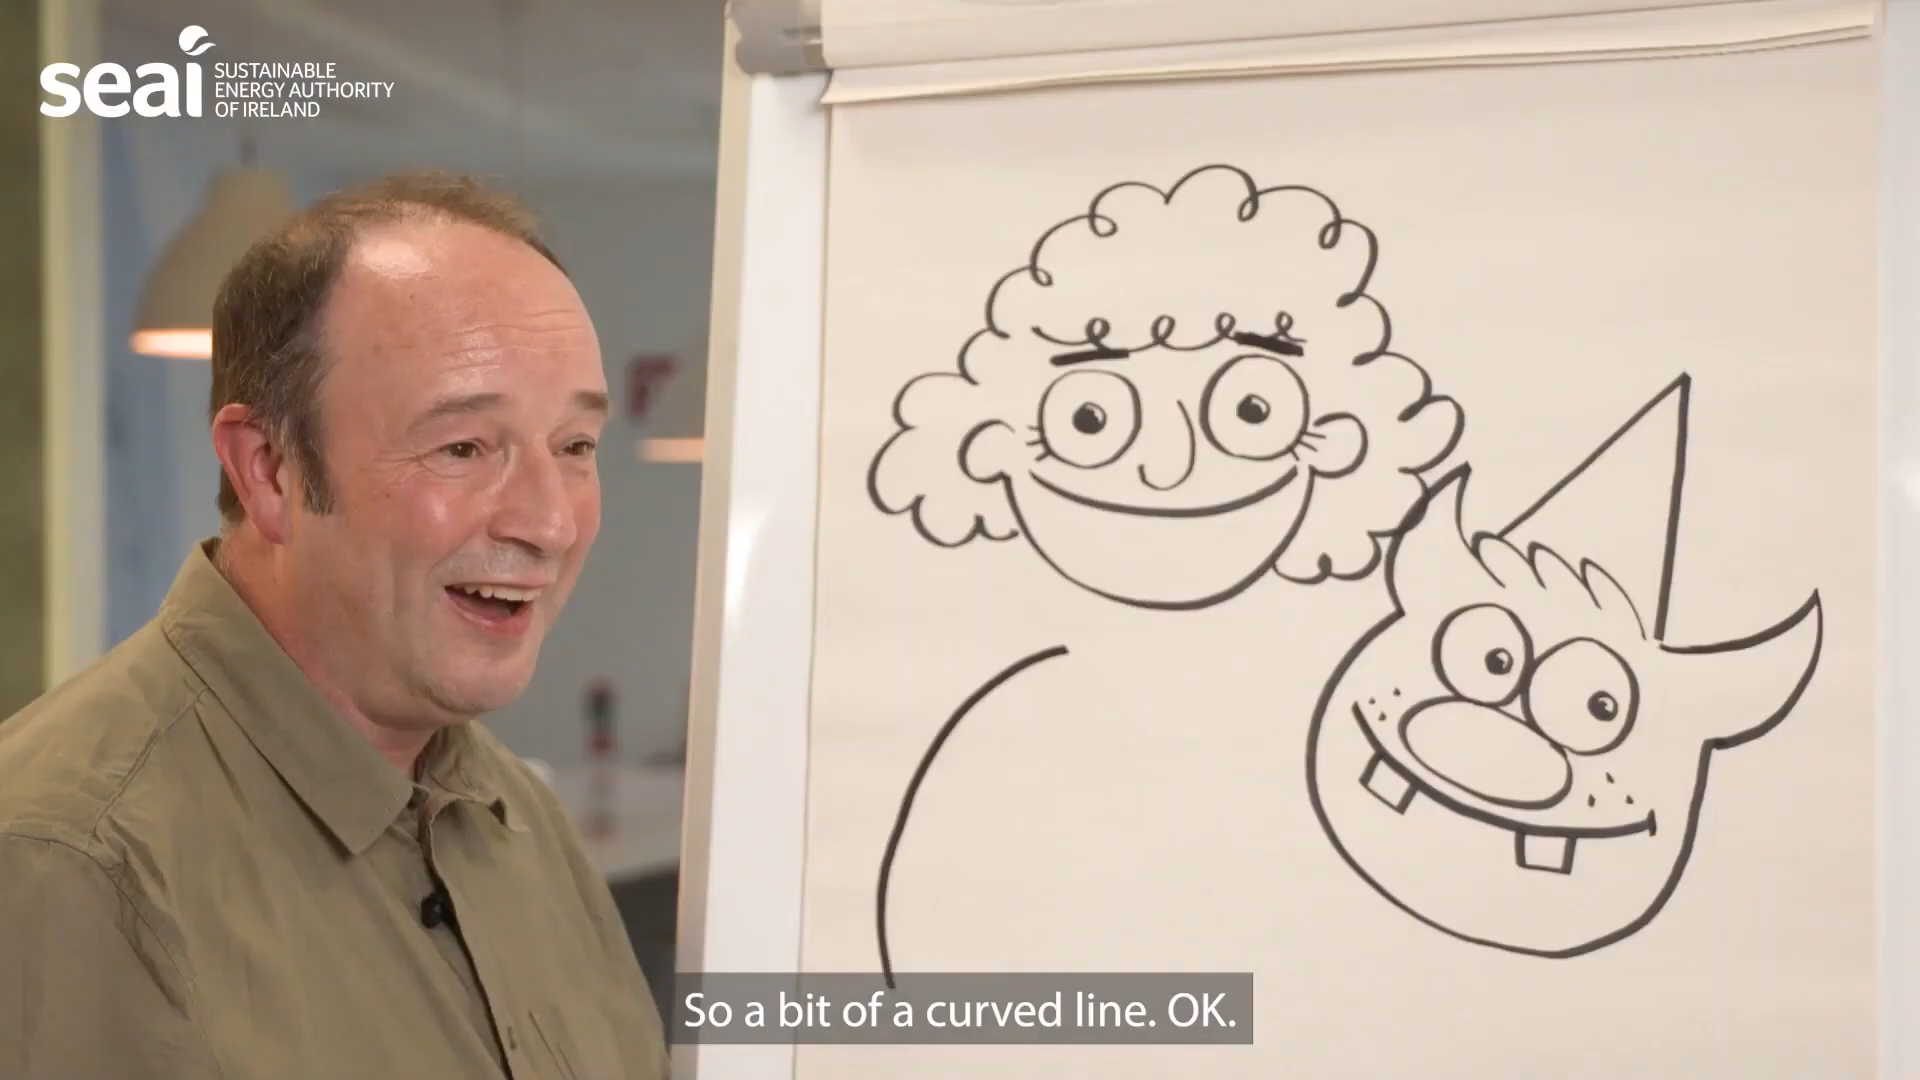 seai
SUSTAINABLE
ENERGY AUTHORITY
OF IRELAND
So a bit of a curved line. OK.